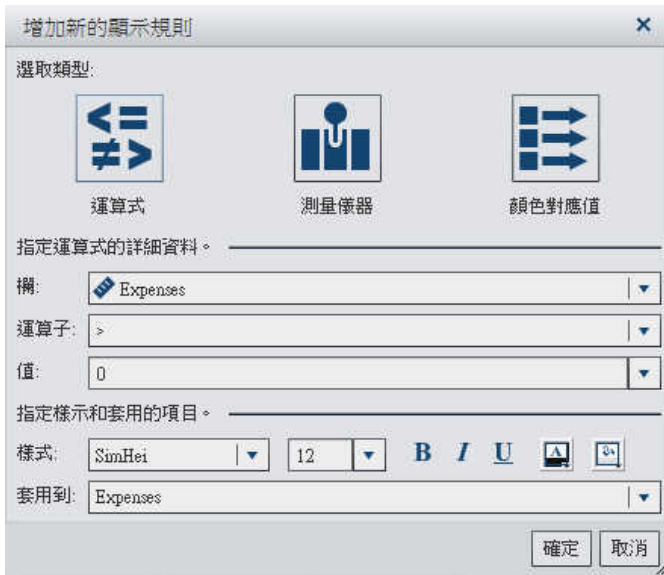 增加新的顯示規則
選取類型:
運算式 測量儀器 顏色對應值
指定運算式的詳細資料。
欄: Expenses
運算子: >
值: 0
指定樣示和套用的項目。
樣式: SimHei 12 B I U A
套用到: Expenses
確定 取消